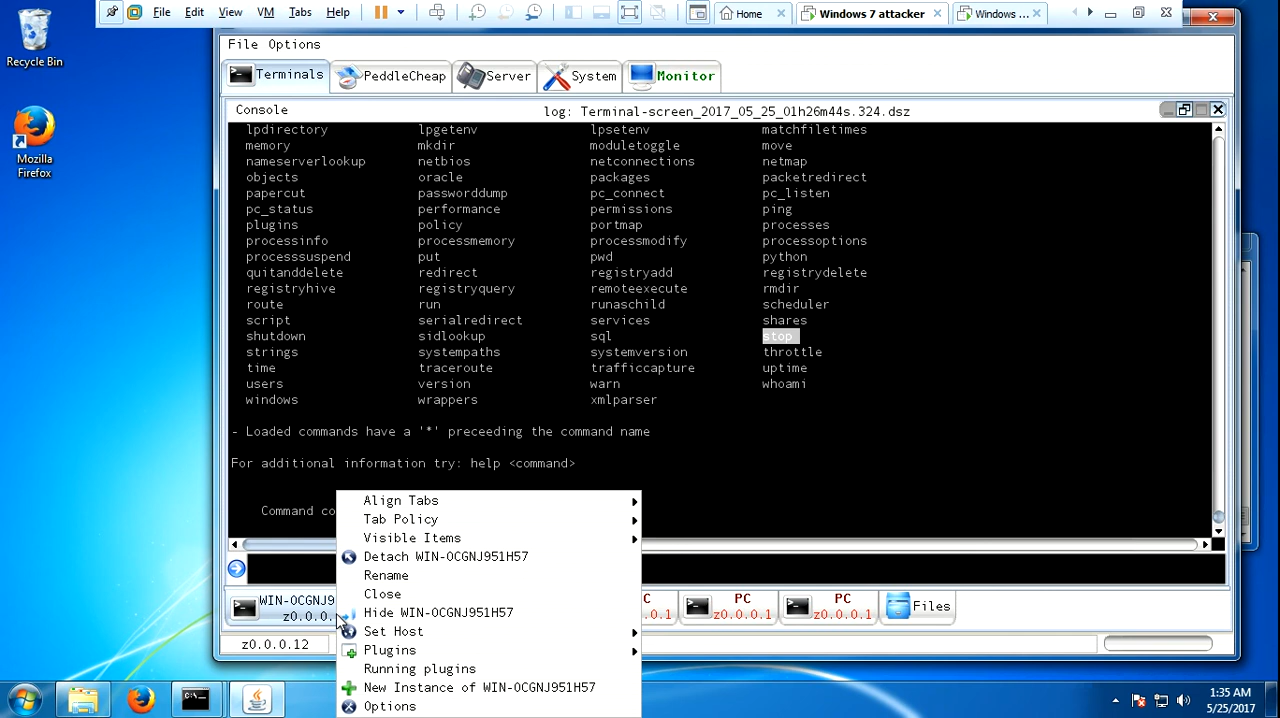 File Edit View VM Tabs Help Home Windows 7 attacker Windows ...
Recycle Bin
Mozilla
Firefox
File Options
Terminals PeddleCheap Server System Monitor
Console log: Terminal-screen_2017_05_25_01h26m44s.324.dsz
lpdirectory lpgetenv lpsetenv matchfiletimes
memory mkdir moduletoggle move
nameserverlookup netbios netconnections netmap
objects oracle packages packetredirect
papercut passworddump pc_connect pc_listen
pc_status performance permissions ping
plugins policy portmap processes
processinfo processmemory processmodify processoptions
processsuspend put pwd python
quitanddelete redirect registryadd registrydelete
registryhive registryquery remoteexecute rmdir
route run runaschild scheduler
script serialredirect services shares
shutdown sidlookup sql stop
strings systempaths systemversion throttle
time traceroute trafficcapture uptime
users version warn whoami
windows wrappers xmlparser
- Loaded commands have a '*' preceeding the command name
For additional information try: help <command>
Command co
Align Tabs
Tab Policy
Visible Items
Detach WIN-OCGNJ951H57
Rename
Close
Hide WIN-OCGNJ951H57
Set Host
Plugins
Running plugins
New Instance of WIN-OCGNJ951H57
Options
WIN-OCGNJ9
z0.0.0.
C
.0.0.1
PC
z0.0.0.1
PC
z0.0.0.1
Files
z0.0.0.12
1:35 AM
5/25/2017